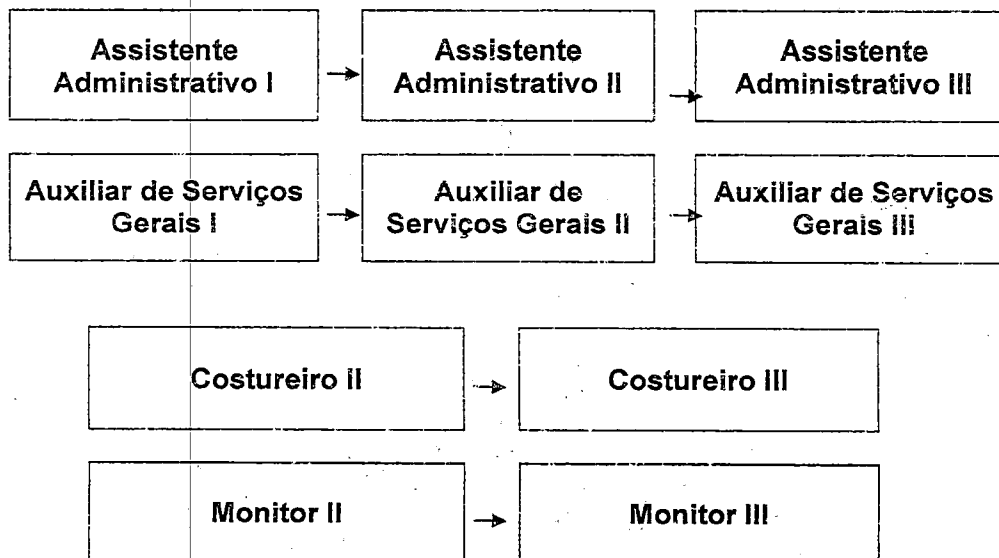 Assistente
Administrativo I
Assistente
Administrativo II
Assistente
Administrativo III
Auxiliar de Serviços
Gerais I
Auxiliar de
Serviços Gerais II
Auxiliar de Serviços
Gerais III
Costureiro II
Costureiro III
Monitor II
Monitor III